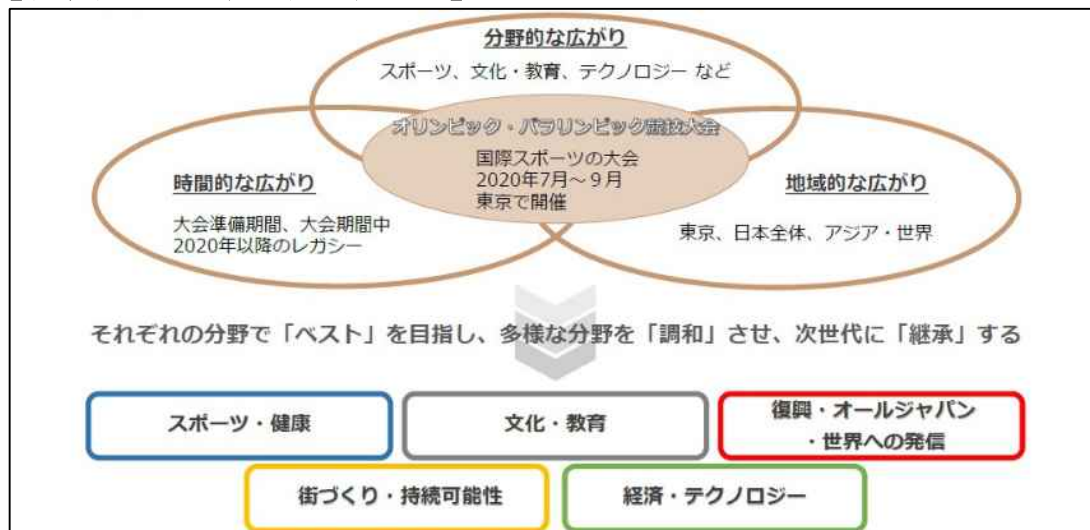 分野的な広がり
スポーツ、文化・教育、テクノロジー など
オリンピック・パラリンピック競技大会
国際スポーツの大会
2020年7月～9月
東京で開催
時間的な広がり
大会準備期間、大会期間中
2020年以降のレガシー
地域的な広がり
東京、日本全体、アジア・世界
それぞれの分野で「ベスト」を目指し、多様な分野を「調和」させ、次世代に「継承」する
スポーツ・健康
文化・教育
復興・オールジャパン
・世界への発信
街づくり・持続可能性
経済・テクノロジー